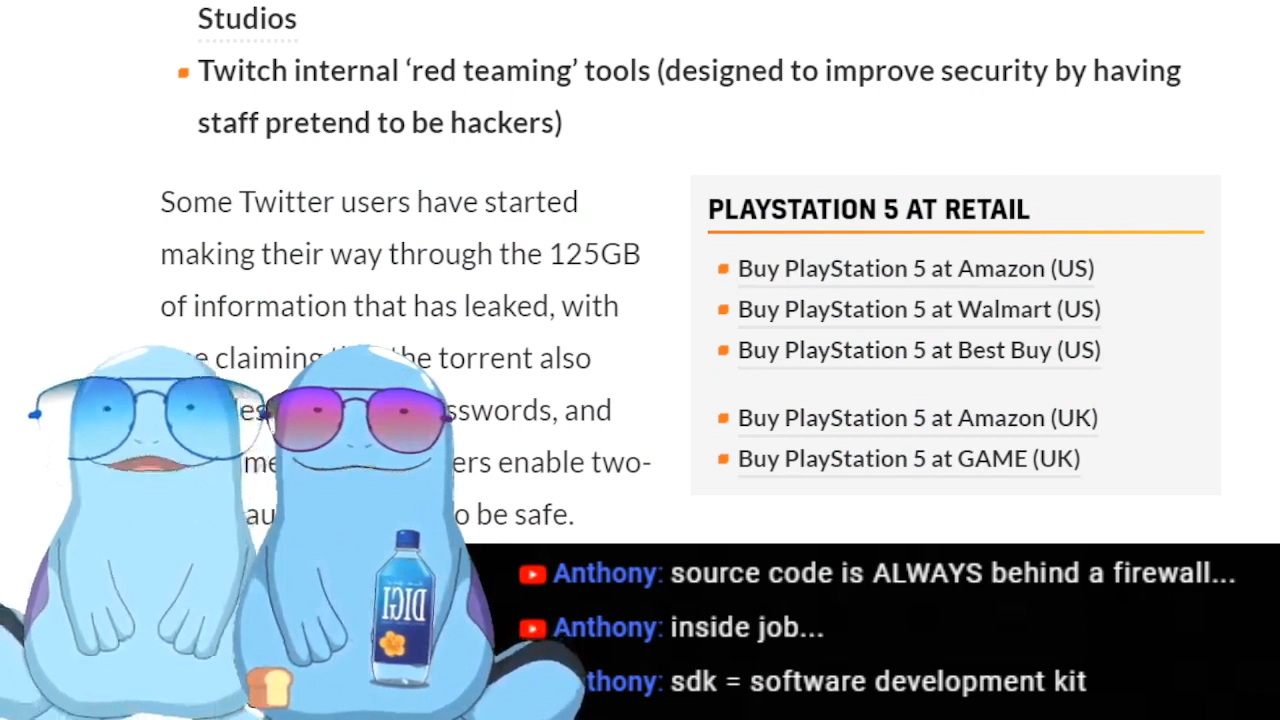 Studios
Twitch internal ‘red teaming’ tools (designed to improve security by having
staff pretend to be hackers)
Some Twitter users have started
making their way through the 125GB
of information that has leaked, with
claiming the torrent also
sswords, and
ers enable two-
to be safe.
PLAYSTATION 5 AT RETAIL
Buy PlayStation 5 at Amazon (US)
Buy PlayStation 5 at Walmart (US)
Buy PlayStation 5 at Best Buy (US)
Buy PlayStation 5 at Amazon (UK)
Buy PlayStation 5 at GAME (UK)
DIGI
Anthony: source code is ALWAYS behind a firewall...
Anthony: inside job...
thony: sdk = software development kit